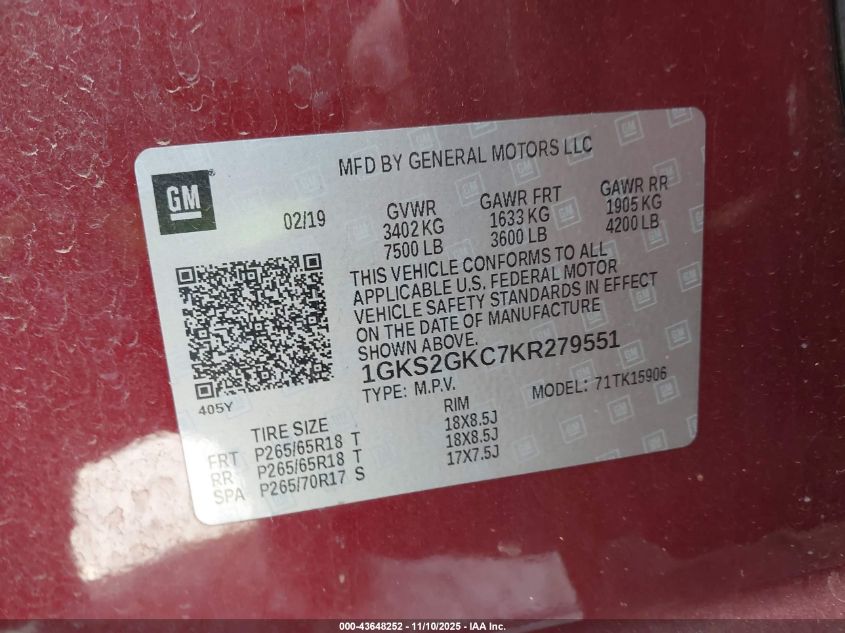 MFD BY GENERAL MOTORS LLC
GM
02/19
GVWR
3402 KG
7500 LB
GAWR FRT
1633 KG
3600 LB
GAWR RR
1905 KG
4200 LB
THIS VEHICLE CONFORMS TO ALL
APPLICABLE U.S. FEDERAL MOTOR
VEHICLE SAFETY STANDARDS IN EFFECT
ON THE DATE OF MANUFACTURE
SHOWN ABOVE.
1GKS2GKC7KR279551
TYPE: M.P.V.
MODEL: 71TK15906
405Y
TIRE SIZE RIM
FRT P265/65R18 T 18X8.5J
RR P265/65R18 T 18X8.5J
SPA P265/70R17 S 17X7.5J
000-43648252 — 11/10/2025 — IAA Inc.